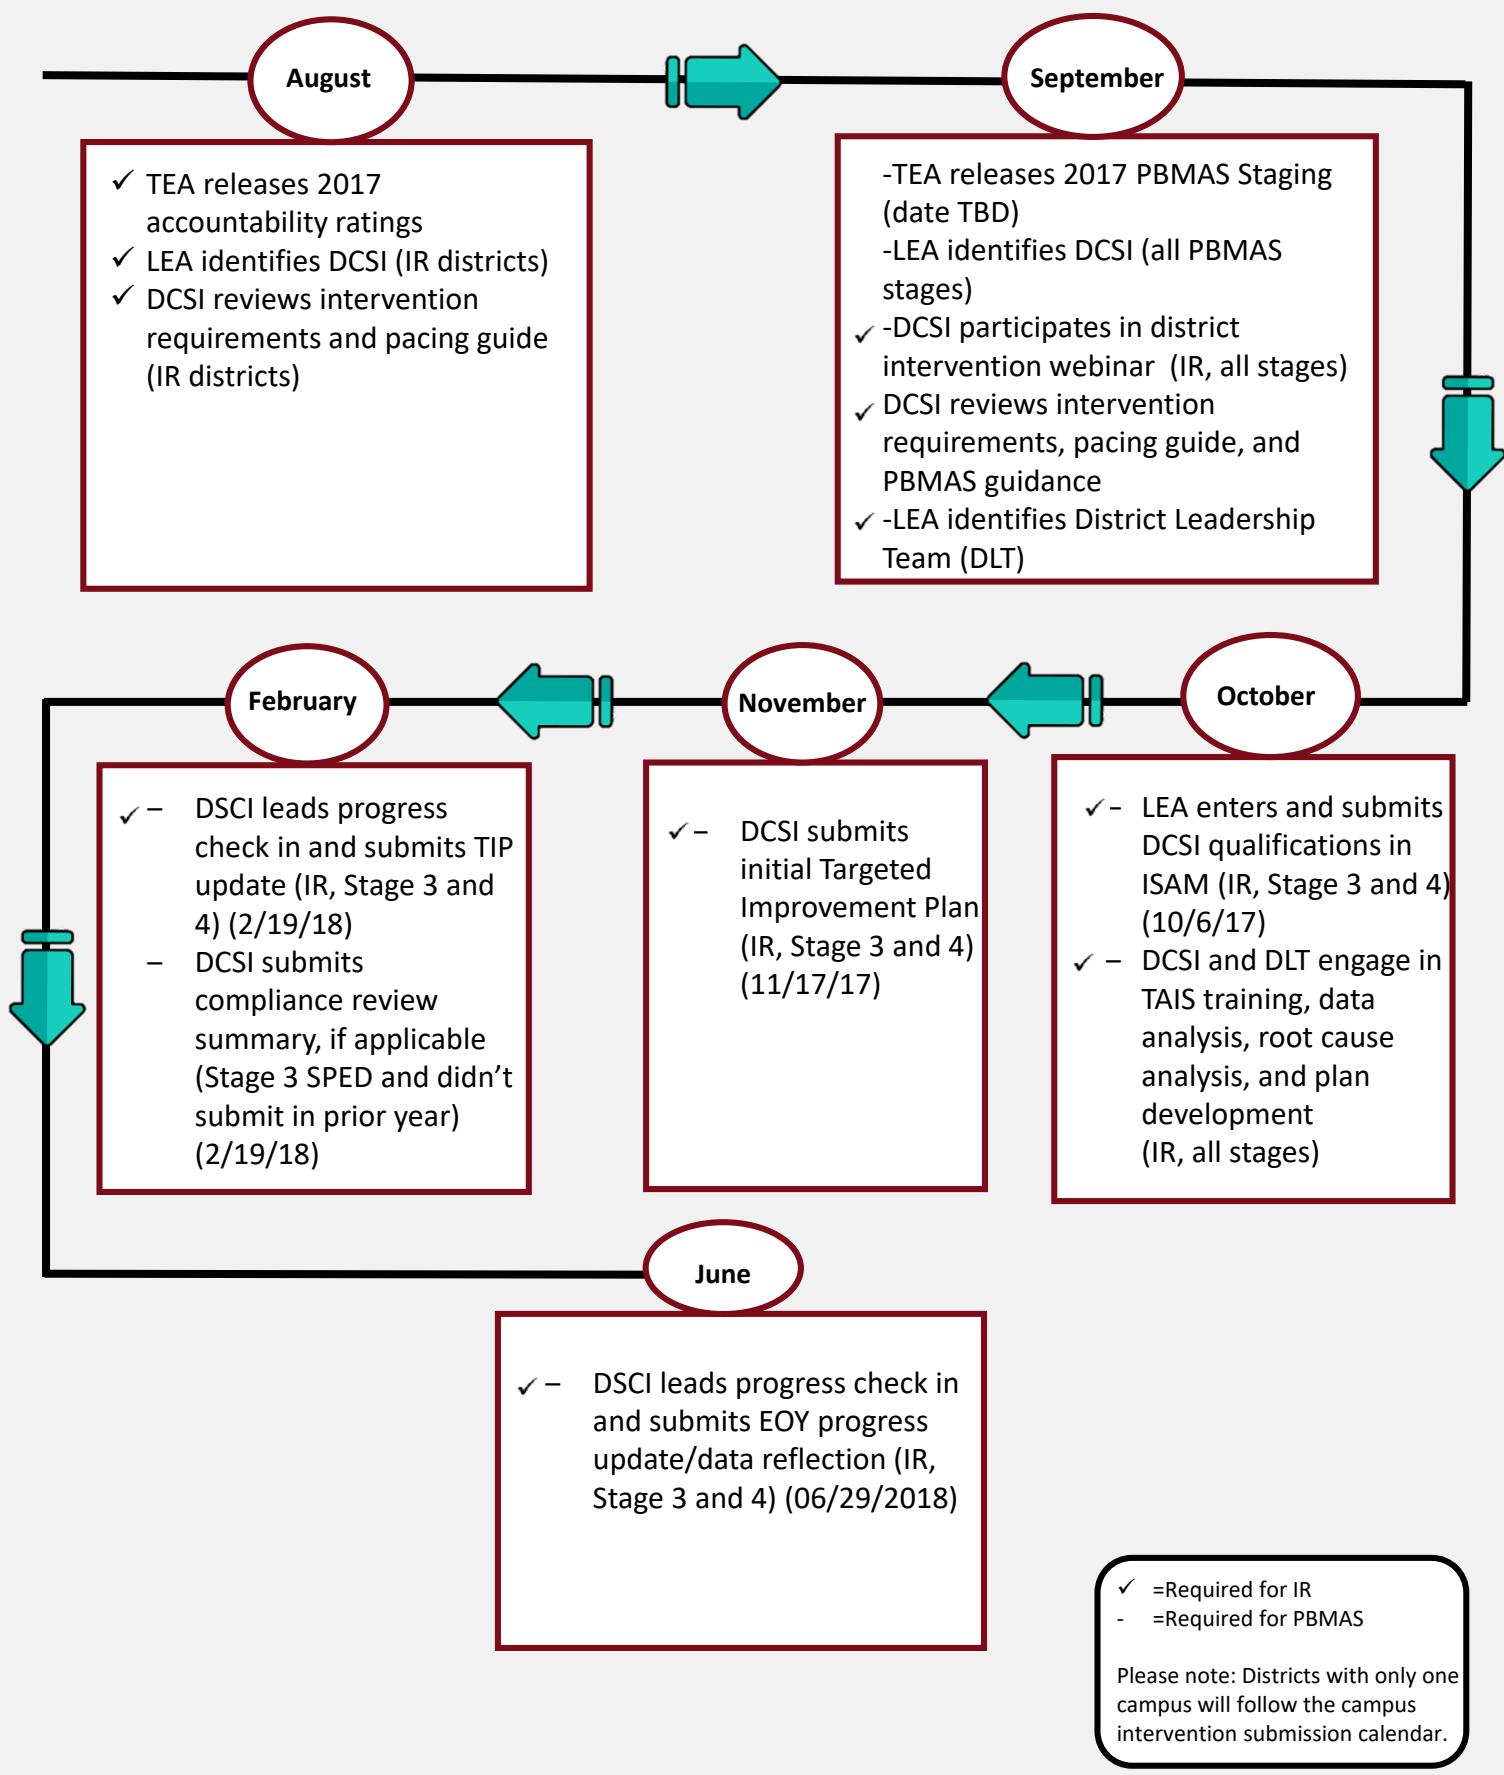 August
September
✓ TEA releases 2017
accountability ratings
✓ LEA identifies DCSI (IR districts)
✓ DCSI reviews intervention
requirements and pacing guide
(IR districts)
-TEA releases 2017 PBMAS Staging
(date TBD)
-LEA identifies DCSI (all PBMAS
stages)
✓ -DCSI participates in district
intervention webinar (IR, all stages)
✓ DCSI reviews intervention
requirements, pacing guide, and
PBMAS guidance
✓ -LEA identifies District Leadership
Team (DLT)
February
November
October
✓ – DSCI leads progress
check in and submits TIP
update (IR, Stage 3 and
4) (2/19/18)
– DCSI submits
compliance review
summary, if applicable
(Stage 3 SPED and didn’t
submit in prior year)
(2/19/18)
✓ – DCSI submits
initial Targeted
Improvement Plan
(IR, Stage 3 and 4)
(11/17/17)
✓ – LEA enters and submits
DCSI qualifications in
ISAM (IR, Stage 3 and 4)
(10/6/17)
✓ – DCSI and DLT engage in
TAIS training, data
analysis, root cause
analysis, and plan
development
(IR, all stages)
June
✓ – DSCI leads progress check in
and submits EOY progress
update/data reflection (IR,
Stage 3 and 4) (06/29/2018)
✓ =Required for IR
- =Required for PBMAS
Please note: Districts with only one
campus will follow the campus
intervention submission calendar.